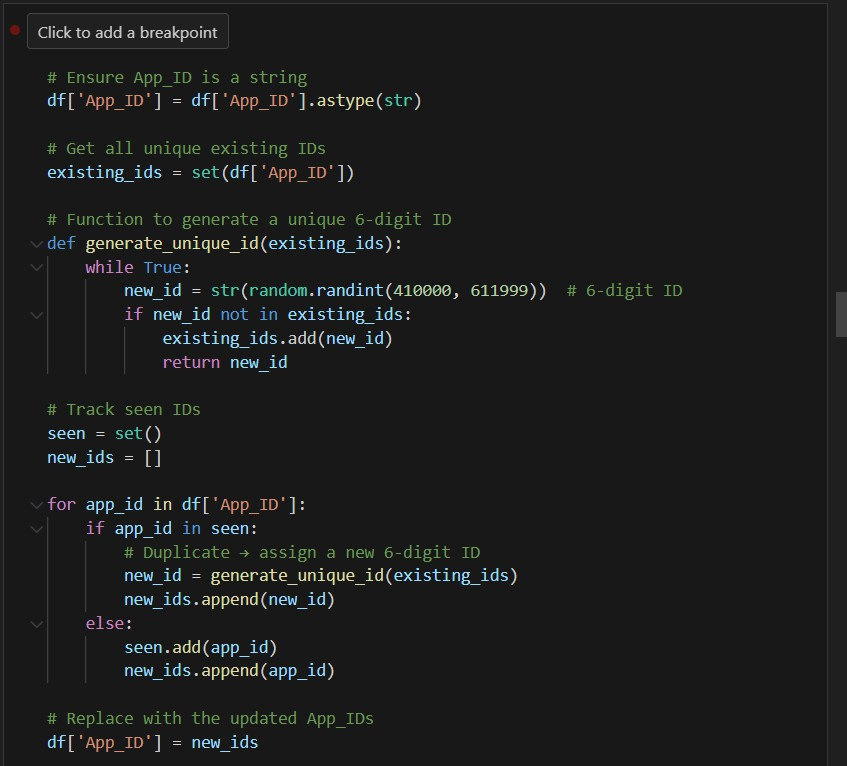 Click to add a breakpoint
# Ensure App_ID is a string
df['App_ID'] = df['App_ID'].astype(str)
# Get all unique existing IDs
existing_ids = set(df['App_ID'])
# Function to generate a unique 6-digit ID
def generate_unique_id(existing_ids):
    while True:
        new_id = str(random.randint(410000, 611999))  # 6-digit ID
        if new_id not in existing_ids:
            existing_ids.add(new_id)
            return new_id
# Track seen IDs
seen = set()
new_ids = []
for app_id in df['App_ID']:
    if app_id in seen:
        # Duplicate → assign a new 6-digit ID
        new_id = generate_unique_id(existing_ids)
        new_ids.append(new_id)
    else:
        seen.add(app_id)
        new_ids.append(app_id)
# Replace with the updated App_IDs
df['App_ID'] = new_ids